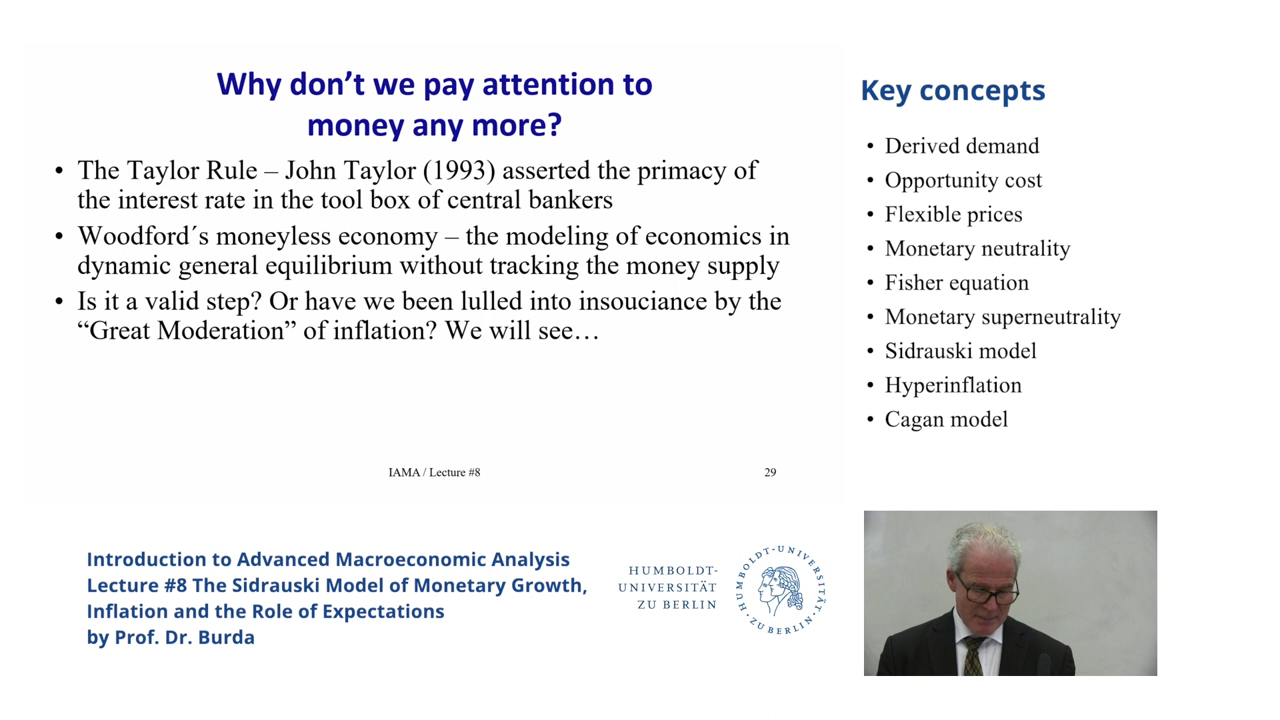 Why don’t we pay attention to
money any more?
• The Taylor Rule – John Taylor (1993) asserted the primacy of
the interest rate in the tool box of central bankers
• Woodford´s moneyless economy – the modeling of economics in
dynamic general equilibrium without tracking the money supply
• Is it a valid step? Or have we been lulled into insouciance by the
“Great Moderation” of inflation? We will see…
IAMA / Lecture #8
29
Key concepts
• Derived demand
• Opportunity cost
• Flexible prices
• Monetary neutrality
• Fisher equation
• Monetary superneutrality
• Sidrauski model
• Hyperinflation
• Cagan model
Introduction to Advanced Macroeconomic Analysis
Lecture #8 The Sidrauski Model of Monetary Growth,
Inflation and the Role of Expectations
by Prof. Dr. Burda
HUMBOLDT-
UNIVERSITÄT
ZU BERLIN
HUMBOLDT-UNIVERSITÄT
ZU BERLIN